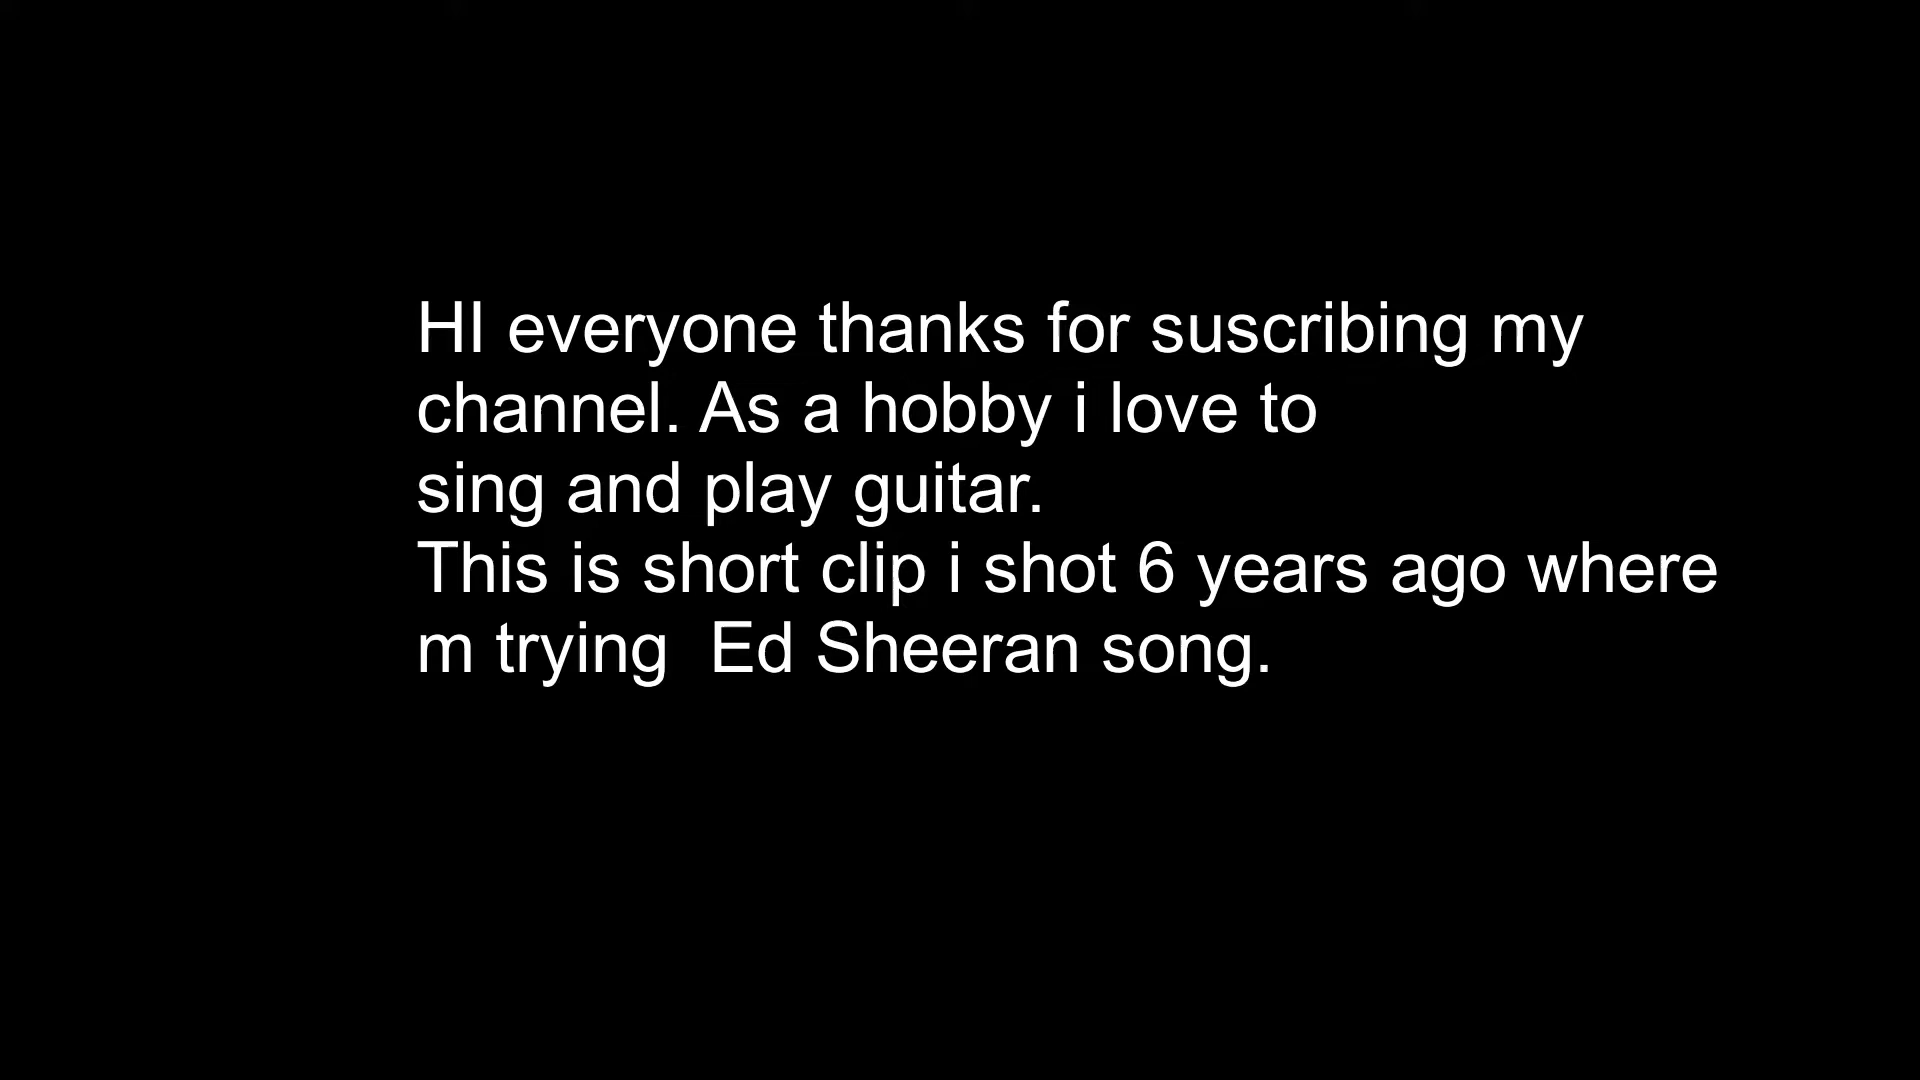 HI everyone thanks for suscribing my
channel. As a hobby i love to
sing and play guitar.
This is short clip i shot 6 years ago where
m trying  Ed Sheeran song.